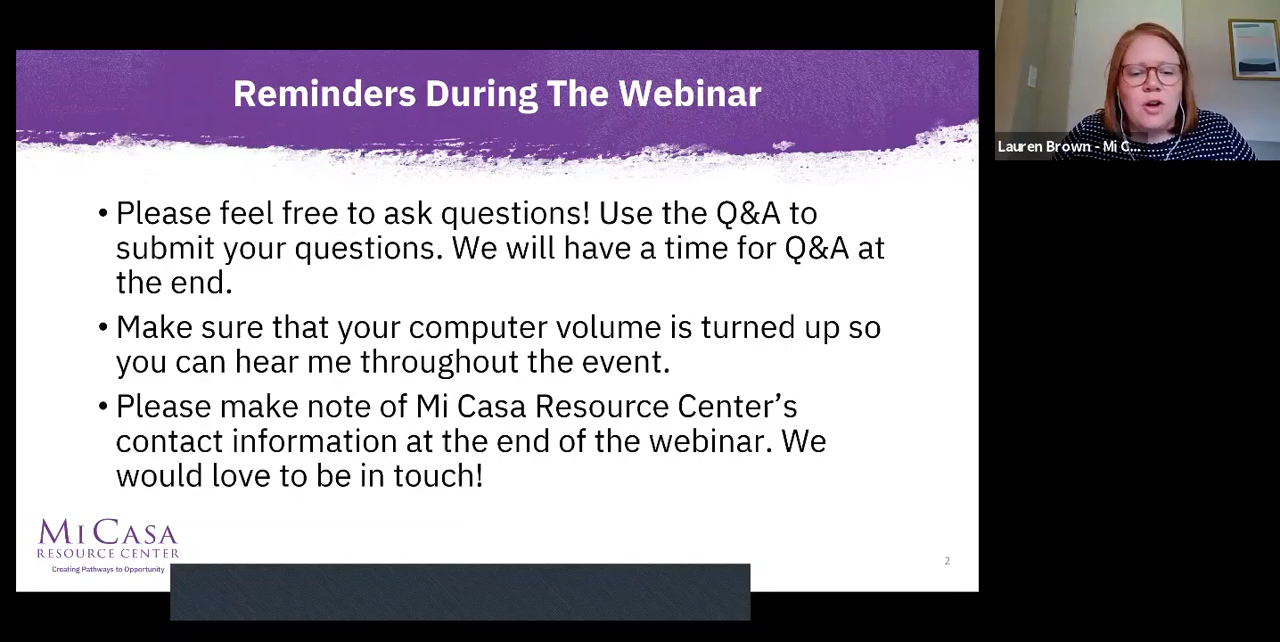 Reminders During The Webinar
• Please feel free to ask questions! Use the Q&A to
submit your questions. We will have a time for Q&A at
the end.
• Make sure that your computer volume is turned up so
you can hear me throughout the event.
• Please make note of Mi Casa Resource Center’s
contact information at the end of the webinar. We
would love to be in touch!
MI CASA
RESOURCE CENTER
Creating Pathways to Opportunity
2
Lauren Brown - Mi C...